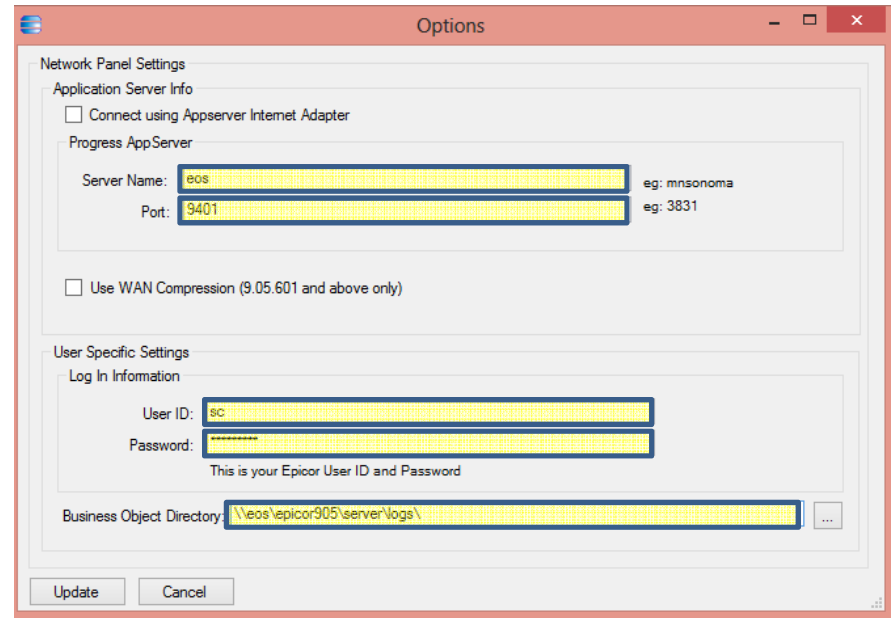 Options
Network Panel Settings
Application Server Info
Connect using Appserver Internet Adapter
Progress AppServer
Server Name: eos eg: mnsonoma
Port: 9401 eg: 3831
Use WAN Compression (9.05.601 and above only)
User Specific Settings
Log In Information
User ID: sc
Password: *********
This is your Epicor User ID and Password
Business Object Directory: \\eos\epicor905\server\logs\ ...
Update Cancel